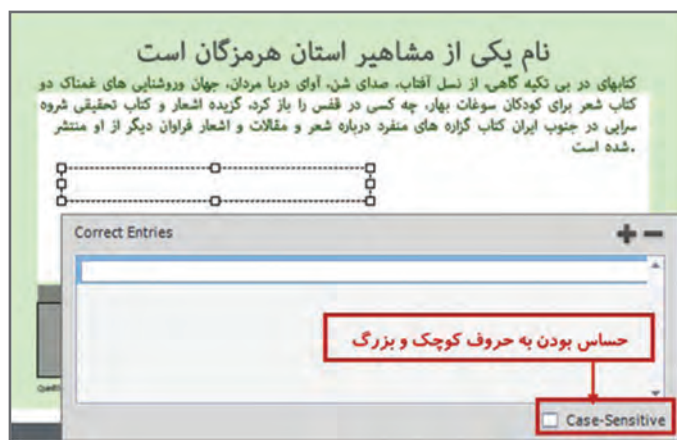 نام یکی از مشاهیر استان هرمزگان است
کتابهای در بی تکیه گاهی، از نسل آفتاب، صدای شن، آوای دریا مردان، جهان وروشنایی های غمناک دو
کتاب شعر برای کودکان سوغات بهار، چه کسی در قفس را باز کرد، گزیده اشعار و کتاب تحقیقی شروه
سرایی در جنوب ایران کتاب گزاره های منفرد درباره شعر و مقالات و اشعار فراوان دیگر از او منتشر
.شده است
Correct Entries
حساس بودن به حروف کوچک و بزرگ
Case-Sensitive